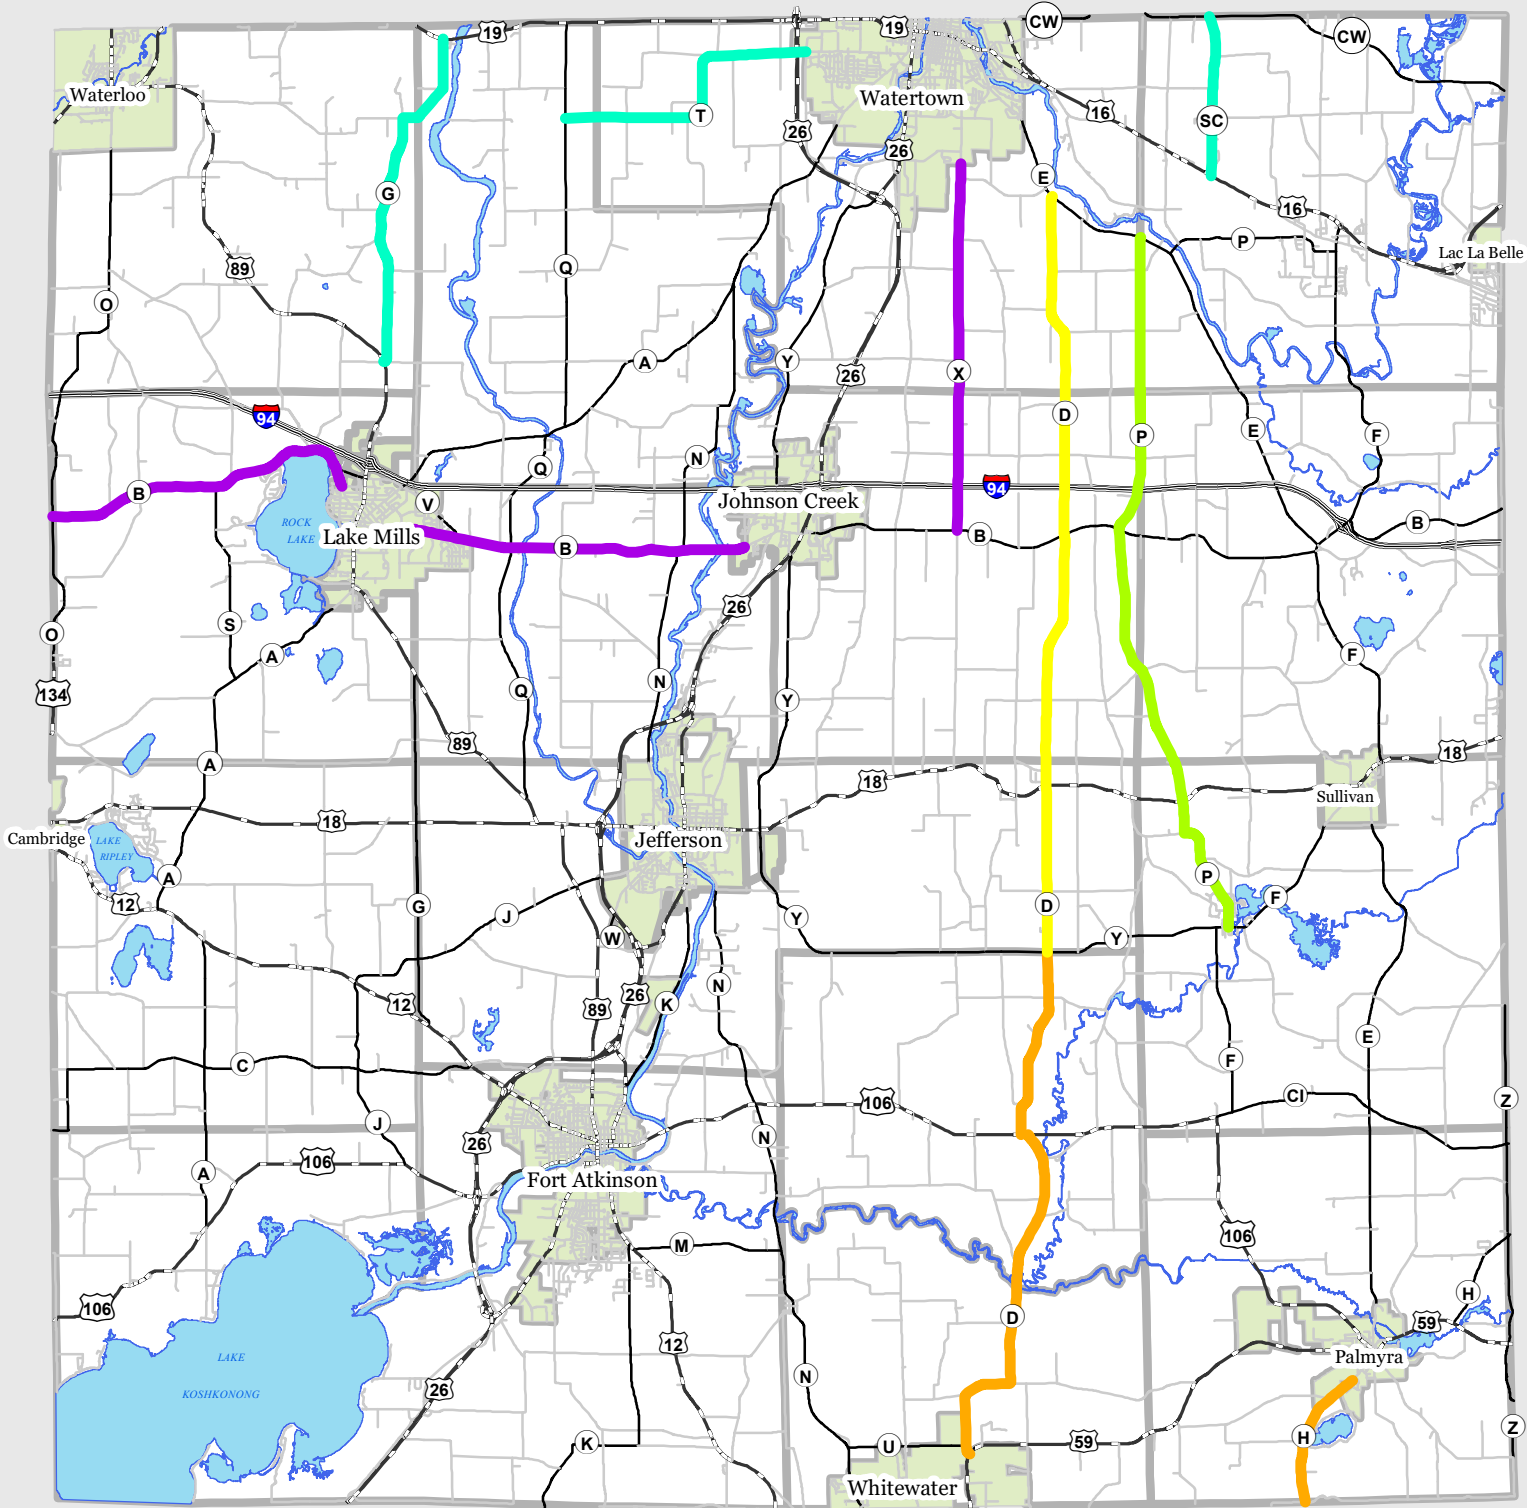 19
19
CW
CW
Waterloo
Watertown
T
26
16
SC
26
G
E
16
P
Lac La Belle
89
Q
O
A
Y
26
X
D
94
P
E
F
N
Q
B
94
V
Johnson Creek
ROCK
LAKE
Lake Mills
B
B
B
26
S
O
A
F
N
Q
134
Y
89
A
18
18
Sullivan
18
Cambridge
LAKE
RIPLEY
Jefferson
A
P
12
G
J
D
F
Y
W
Y
N
26
12
89
K
E
C
F
106
CI
Z
J
N
26
106
A
Fort Atkinson
M
106
H
106
D
59
12
LAKE
KOSHKONONG
Palmyra
N
26
Z
K
U
59
H
Whitewater